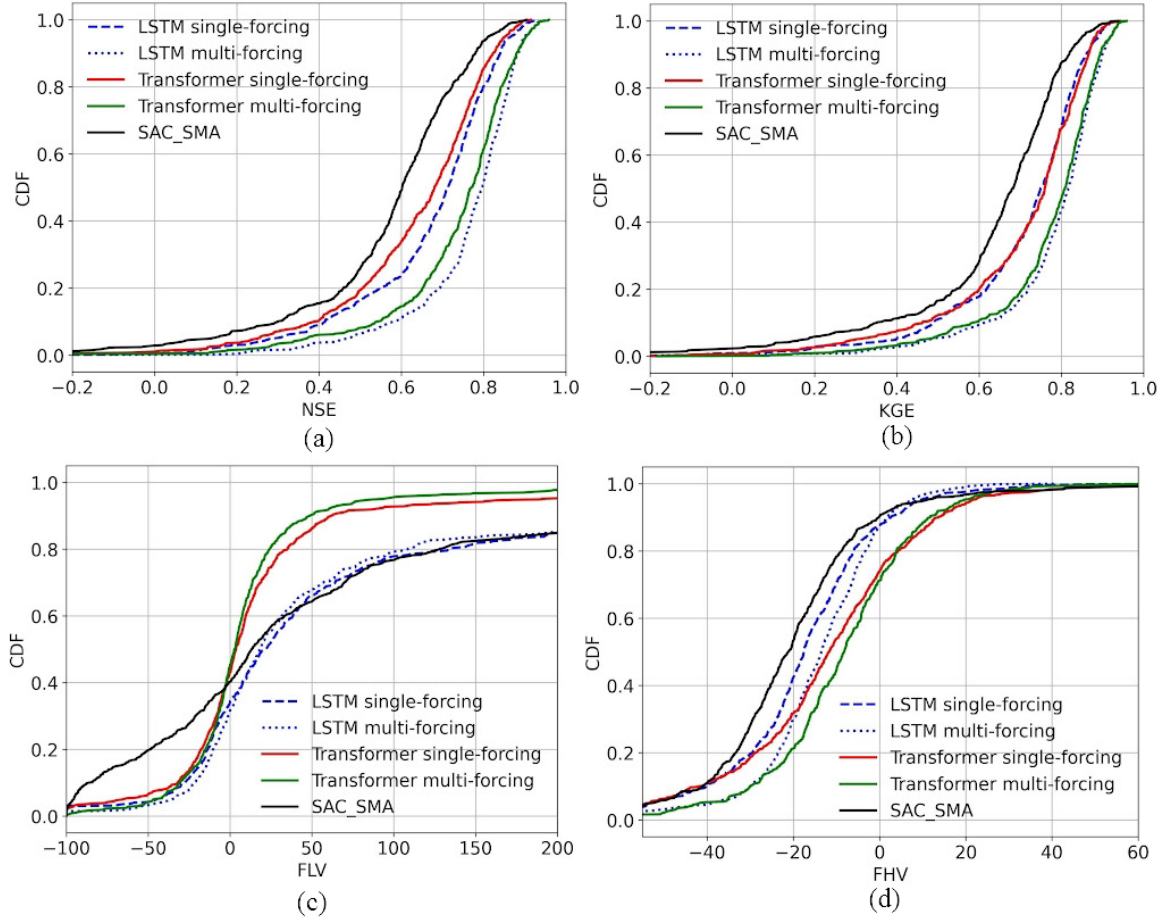 LSTM single-forcing
LSTM multi-forcing
Transformer single-forcing
Transformer multi-forcing
SAC_SMA
1.0
0.8
0.6
0.4
0.2
0.0
CDF
−0.2 0.0 0.2 0.4 0.6 0.8 1.0
NSE
(a)
LSTM single-forcing
LSTM multi-forcing
Transformer single-forcing
Transformer multi-forcing
SAC_SMA
1.0
0.8
0.6
0.4
0.2
0.0
CDF
−0.2 0.0 0.2 0.4 0.6 0.8 1.0
KGE
(b)
1.0
0.8
0.6
0.4
0.2
0.0
CDF
LSTM single-forcing
LSTM multi-forcing
Transformer single-forcing
Transformer multi-forcing
SAC_SMA
−100 −50 0 50 100 150 200
FLV
(c)
1.0
0.8
0.6
0.4
0.2
0.0
CDF
LSTM single-forcing
LSTM multi-forcing
Transformer single-forcing
Transformer multi-forcing
SAC_SMA
−40 −20 0 20 40 60
FHV
(d)